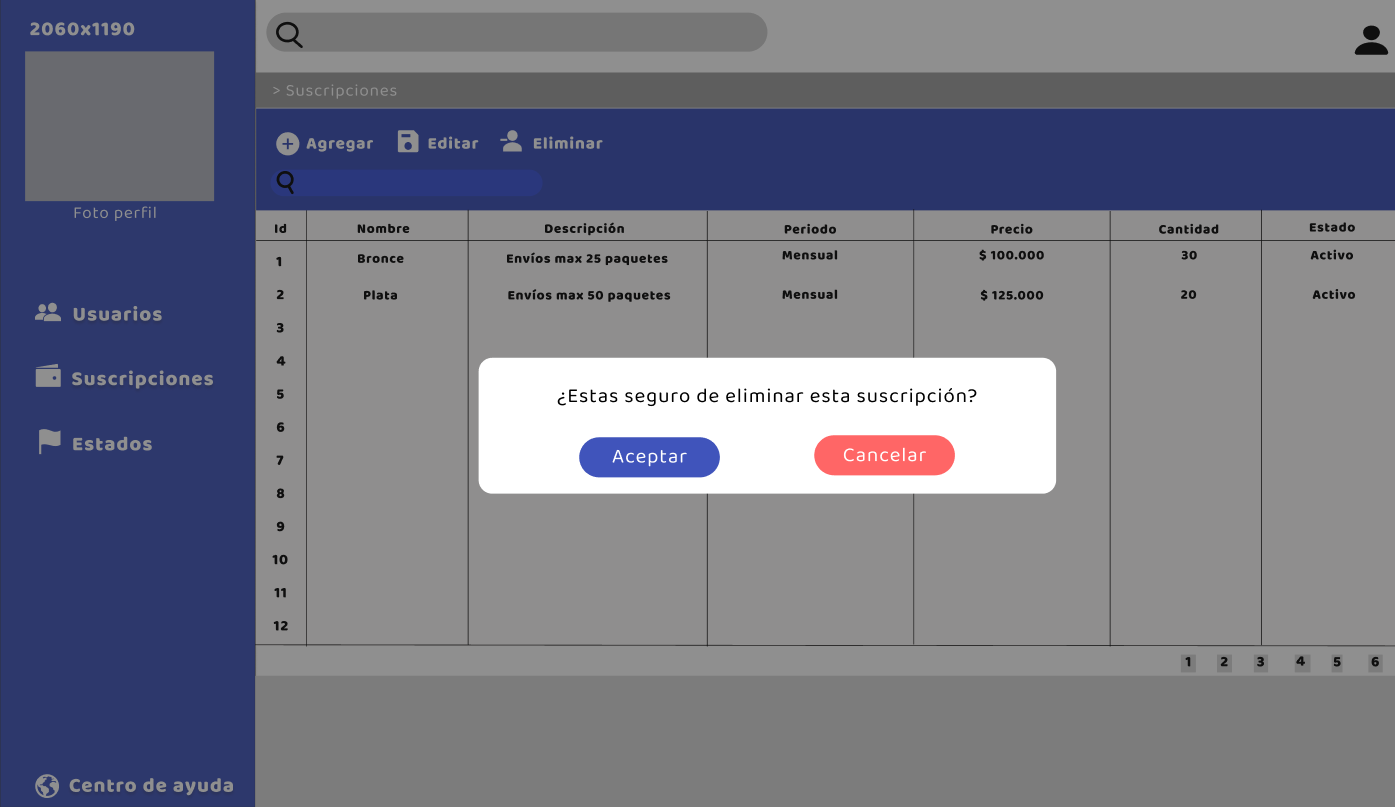 2060x1190
Foto perfil
Usuarios
Suscripciones
Estados
Centro de ayuda
> Suscripciones
Agregar Editar Eliminar
Id Nombre Descripción Periodo Precio Cantidad Estado
1 Bronce Envíos max 25 paquetes Mensual $ 100.000 30 Activo
2 Plata Envíos max 50 paquetes Mensual $ 125.000 20 Activo
3
4
5
6
7
8
9
10
11
12
¿Estas seguro de eliminar esta suscripción?
Aceptar Cancelar
1 2 3 4 5 6